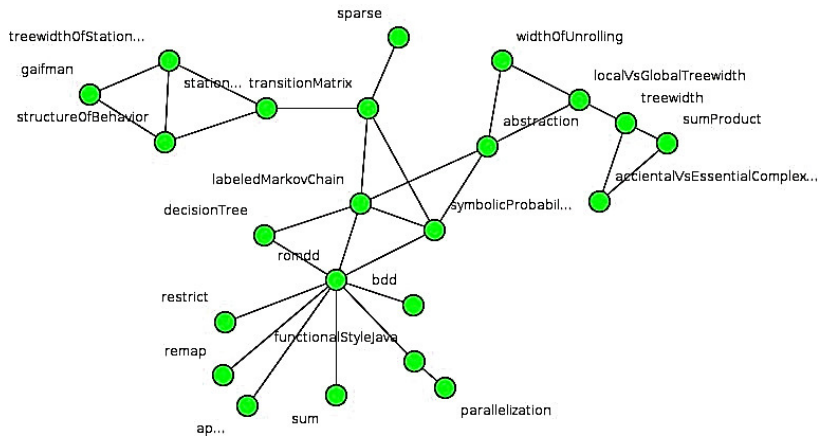 sparse
treewidthOfStation...
widthOfUnrolling
gaifman
station...
transitionMatrix
localVsGlobalTreewidth
treewidth
structureOfBehavior
abstraction
sumProduct
labeledMarkovChain
accientalVsEssentialComplex...
decisionTree
symbolicProbabil...
romdd
bdd
restrict
functionalStyleJava
remap
sum
parallelization
ap...